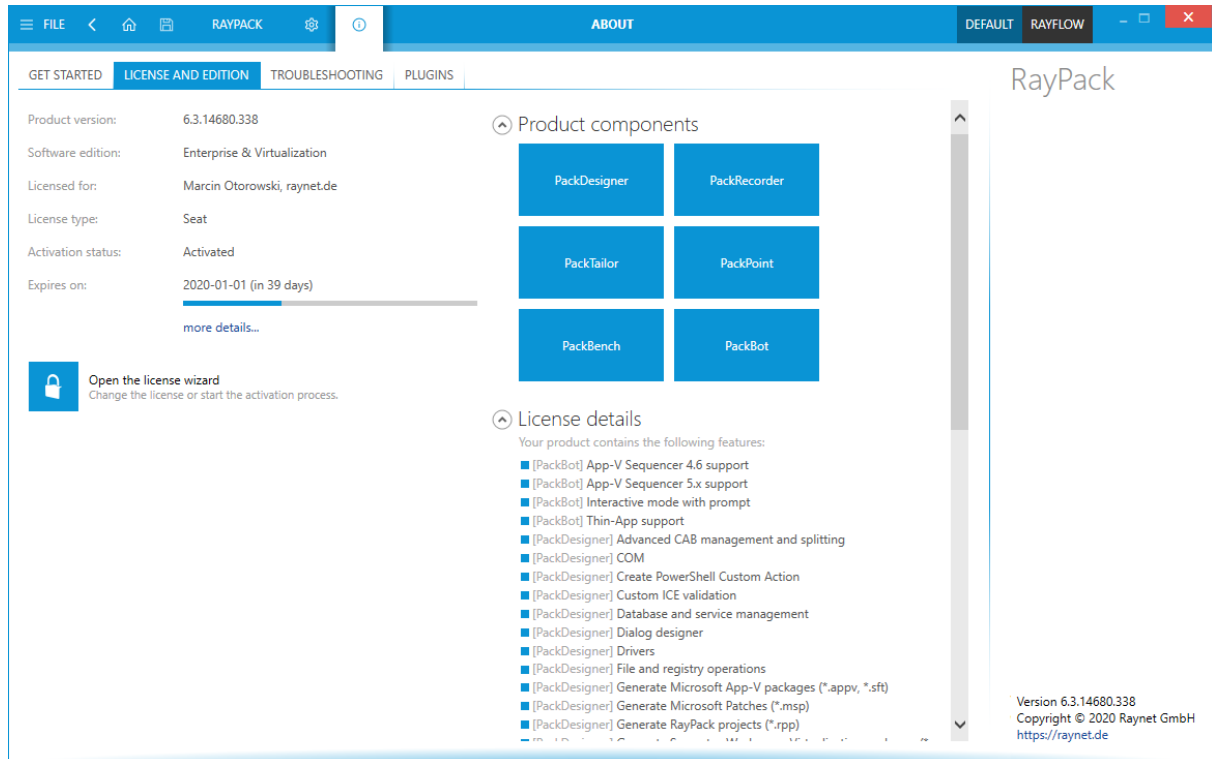 FILE RAYPACK ABOUT DEFAULT RAYFLOW
GET STARTED LICENSE AND EDITION TROUBLESHOOTING PLUGINS
RayPack
Product version: 6.3.14680.338
Software edition: Enterprise & Virtualization
Licensed for: Marcin Otorowski, raynet.de
License type: Seat
Activation status: Activated
Expires on: 2020-01-01 (in 39 days)
more details...
Open the license wizard
Change the license or start the activation process.
Product components
PackDesigner PackRecorder
PackTailor PackPoint
PackBench PackBot
License details
Your product contains the following features:
[PackBot] App-V Sequencer 4.6 support
[PackBot] App-V Sequencer 5.x support
[PackBot] Interactive mode with prompt
[PackBot] Thin-App support
[PackDesigner] Advanced CAB management and splitting
[PackDesigner] COM
[PackDesigner] Create PowerShell Custom Action
[PackDesigner] Custom ICE validation
[PackDesigner] Database and service management
[PackDesigner] Dialog designer
[PackDesigner] Drivers
[PackDesigner] File and registry operations
[PackDesigner] Generate Microsoft App-V packages (*.appv, *.sft)
[PackDesigner] Generate Microsoft Patches (*.msp)
[PackDesigner] Generate RayPack projects (*.rpp)
Version 6.3.14680.338
Copyright © 2020 Raynet GmbH
https://raynet.de